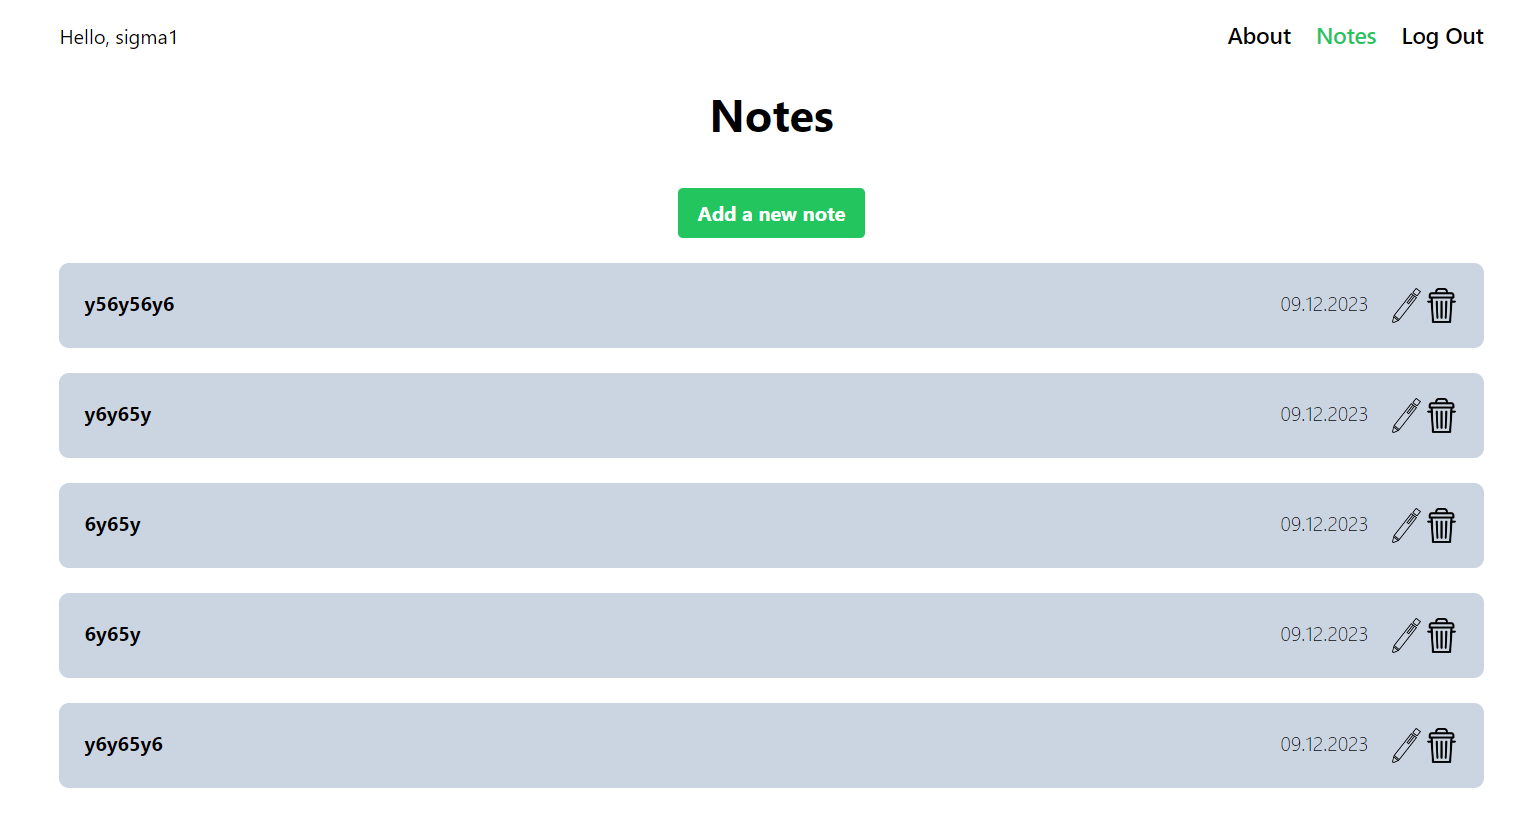 Hello, sigma1
About Notes Log Out
Notes
Add a new note
y56y56y6 09.12.2023
y6y65y 09.12.2023
6y65y 09.12.2023
6y65y 09.12.2023
y6y65y6 09.12.2023